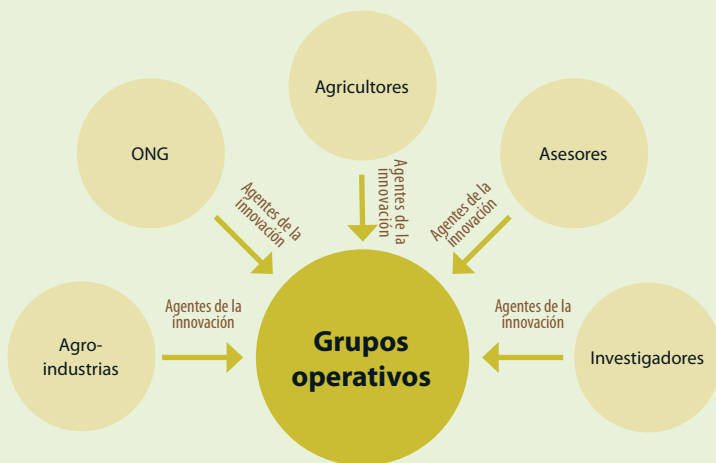 Agricultores
ONG
Asesores
Agentes de la
innovación
Agentes de la
innovación
Agentes de la
innovación
Agentes de la
innovación
Agentes de la
innovación
Agro-
industrias
Grupos
operativos
Investigadores